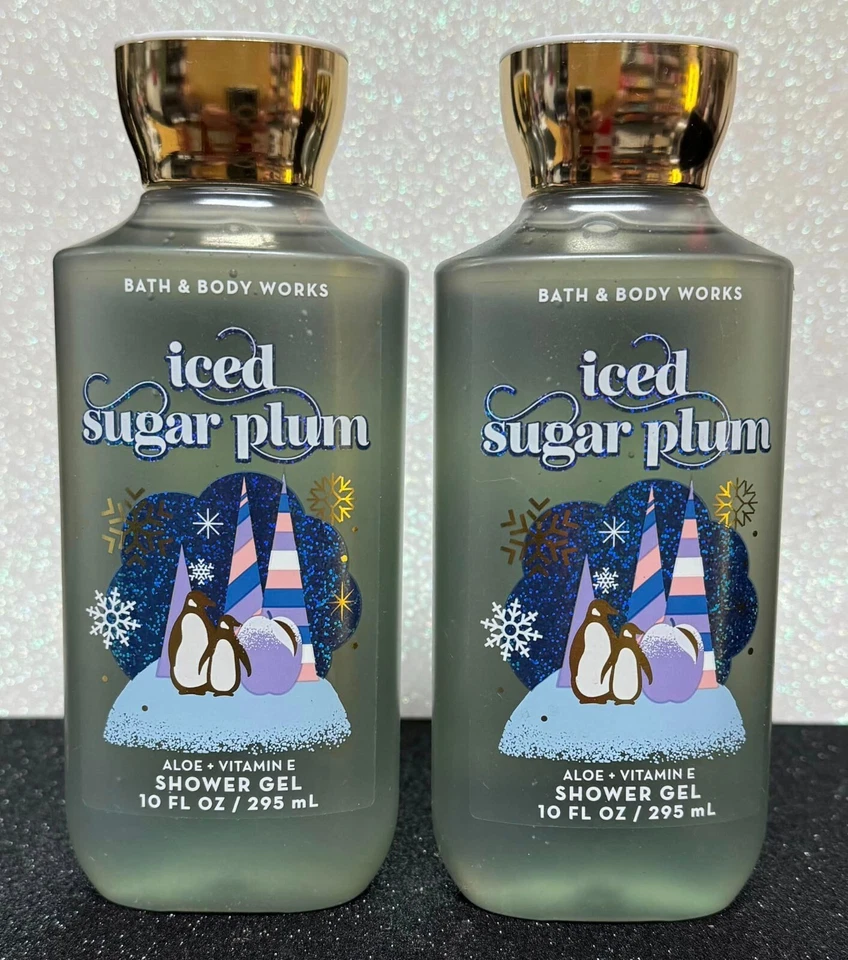 BATH & BODY WORKS
iced
sugar plum
ALOE + VITAMIN E
SHOWER GEL
10 FL OZ / 295 mL
BATH & BODY WORKS
iced
sugar plum
ALOE + VITAMIN E
SHOWER GEL
10 FL OZ / 295 mL